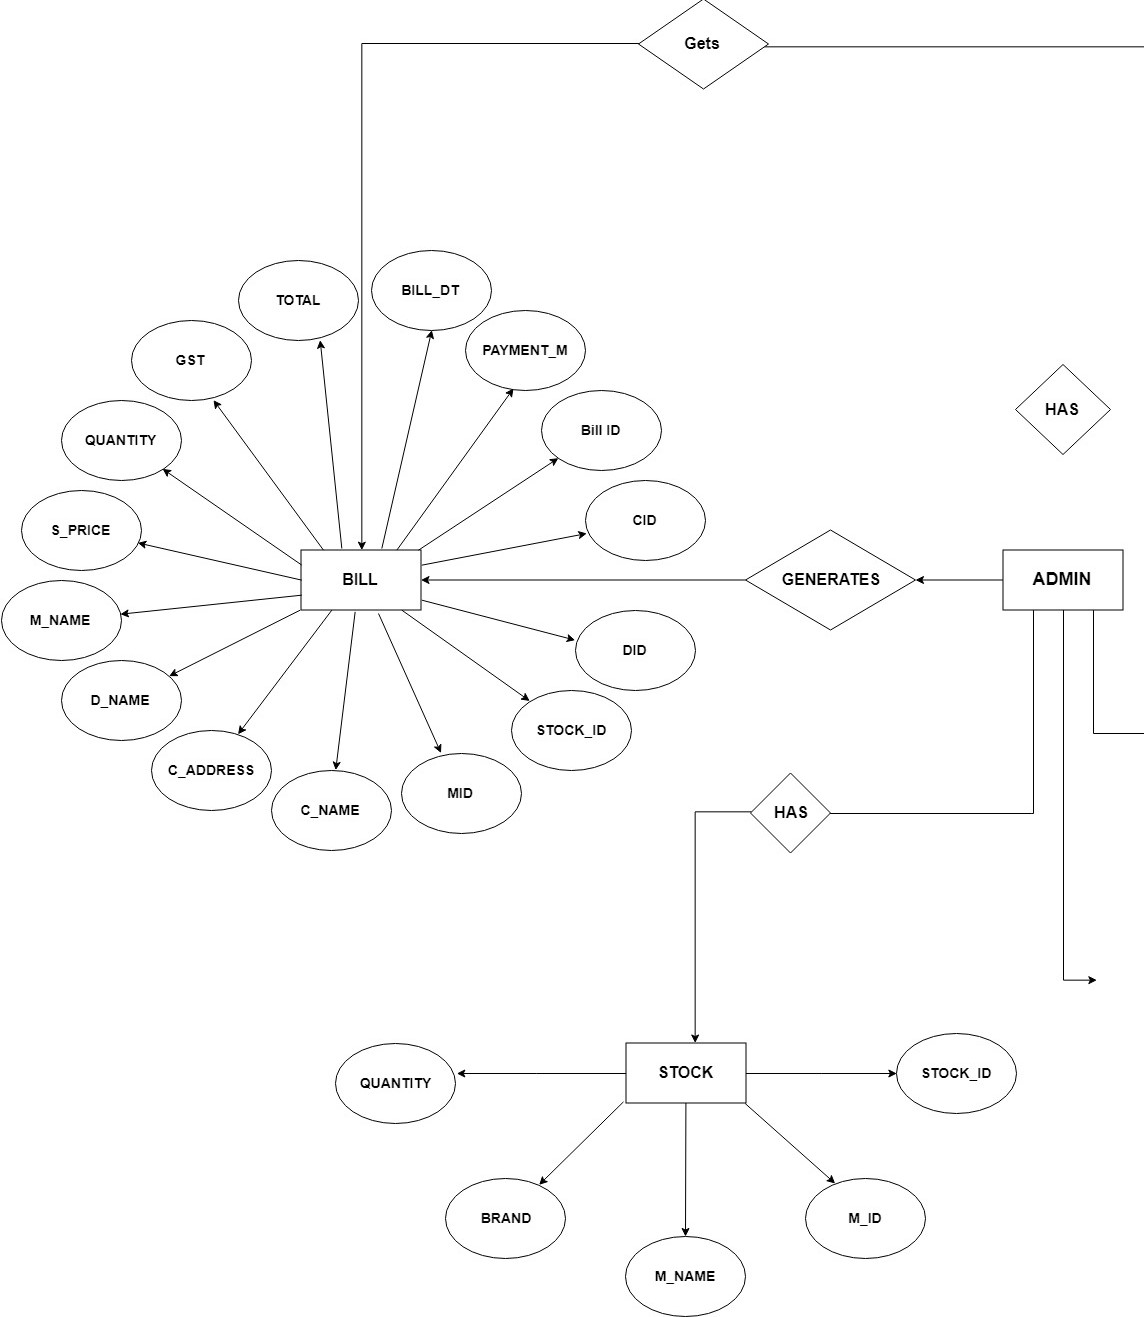 Gets
BILL_DT
TOTAL
PAYMENT_M
GST
HAS
Bill ID
QUANTITY
CID
S_PRICE
BILL
GENERATES
ADMIN
M_NAME
DID
D_NAME
STOCK_ID
C_ADDRESS
MID
C_NAME
HAS
STOCK
STOCK_ID
QUANTITY
BRAND
M_ID
M_NAME